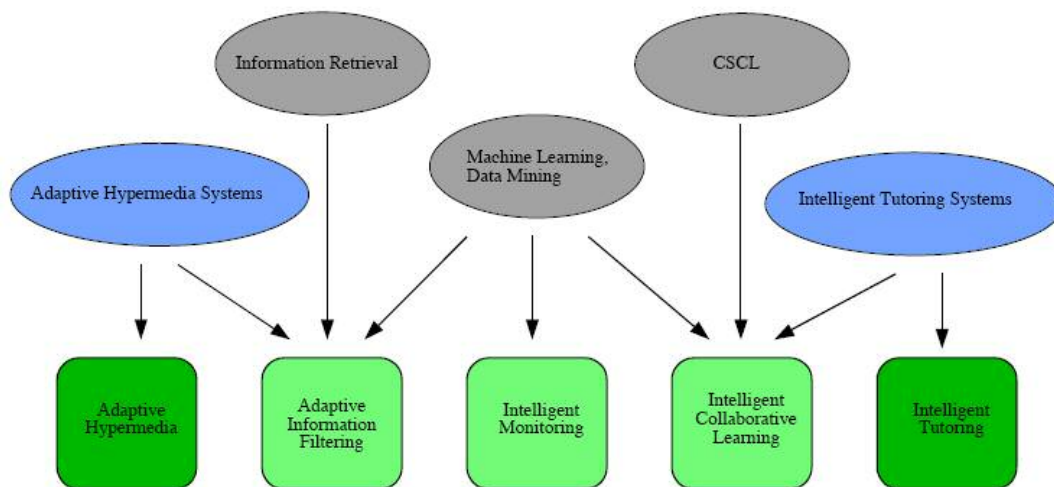 Information Retrieval
CSCL
Machine Learning,
Data Mining
Adaptive Hypermedia Systems
Intelligent Tutoring Systems
Adaptive
Hypermedia
Adaptive
Information
Filtering
Intelligent
Monitoring
Intelligent
Collaborative
Learning
Intelligent
Tutoring